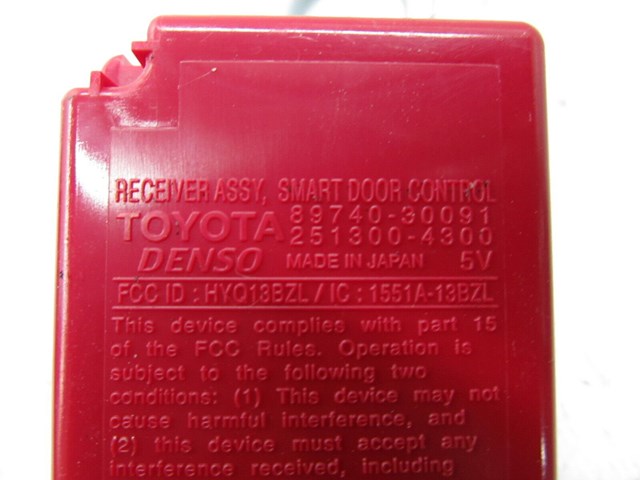 RECEIVER ASSY, SMART DOOR CONTROL
TOYOTA 89740-30091
251300-4300
DENSO MADE IN JAPAN 5V
FCC ID : HYQ13BZL / IC : 1551A-13BZL
This device complies with part 15
of the FCC Rules. Operation is
subject to the following two
conditions: (1) This device may not
cause harmful interference, and
(2) this device must accept any
interference received, including